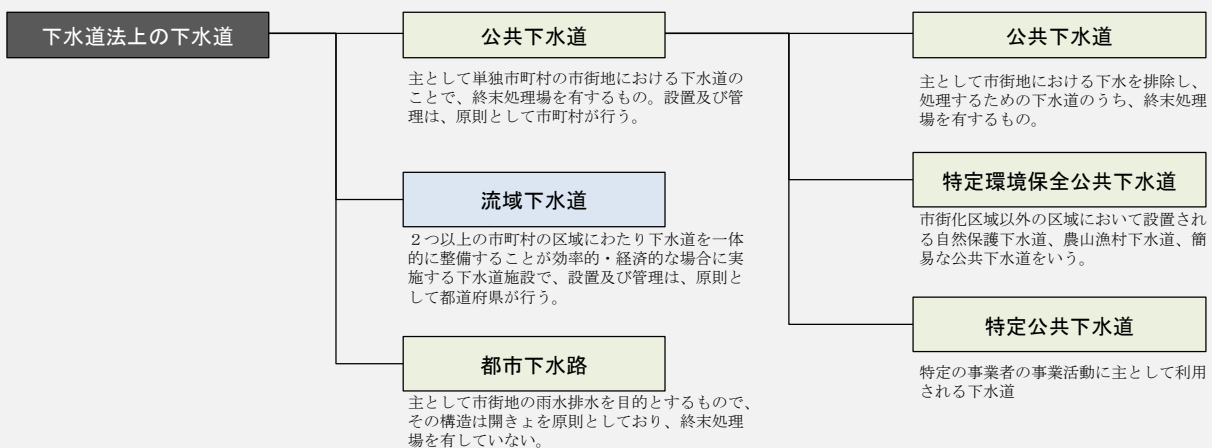 下水道法上の下水道
公共下水道
主として単独市町村の市街地における下水道の
ことで、終末処理場を有するもの。設置及び管
理は、原則として市町村が行う。
流域下水道
２つ以上の市町村の区域にわたり下水道を一体
的に整備することが効率的・経済的な場合に実
施する下水道施設で、設置及び管理は、原則と
して都道府県が行う。
都市下水路
主として市街地の雨水排水を目的とするもので、
その構造は開きょを原則としており、終末処理
場を有していない。
公共下水道
主として市街地における下水を排除し、
処理するための下水道のうち、終末処理
場を有するもの。
特定環境保全公共下水道
市街化区域以外の区域において設置され
る自然保護下水道、農山漁村下水道、簡
易な公共下水道をいう。
特定公共下水道
特定の事業者の事業活動に主として利用
される下水道